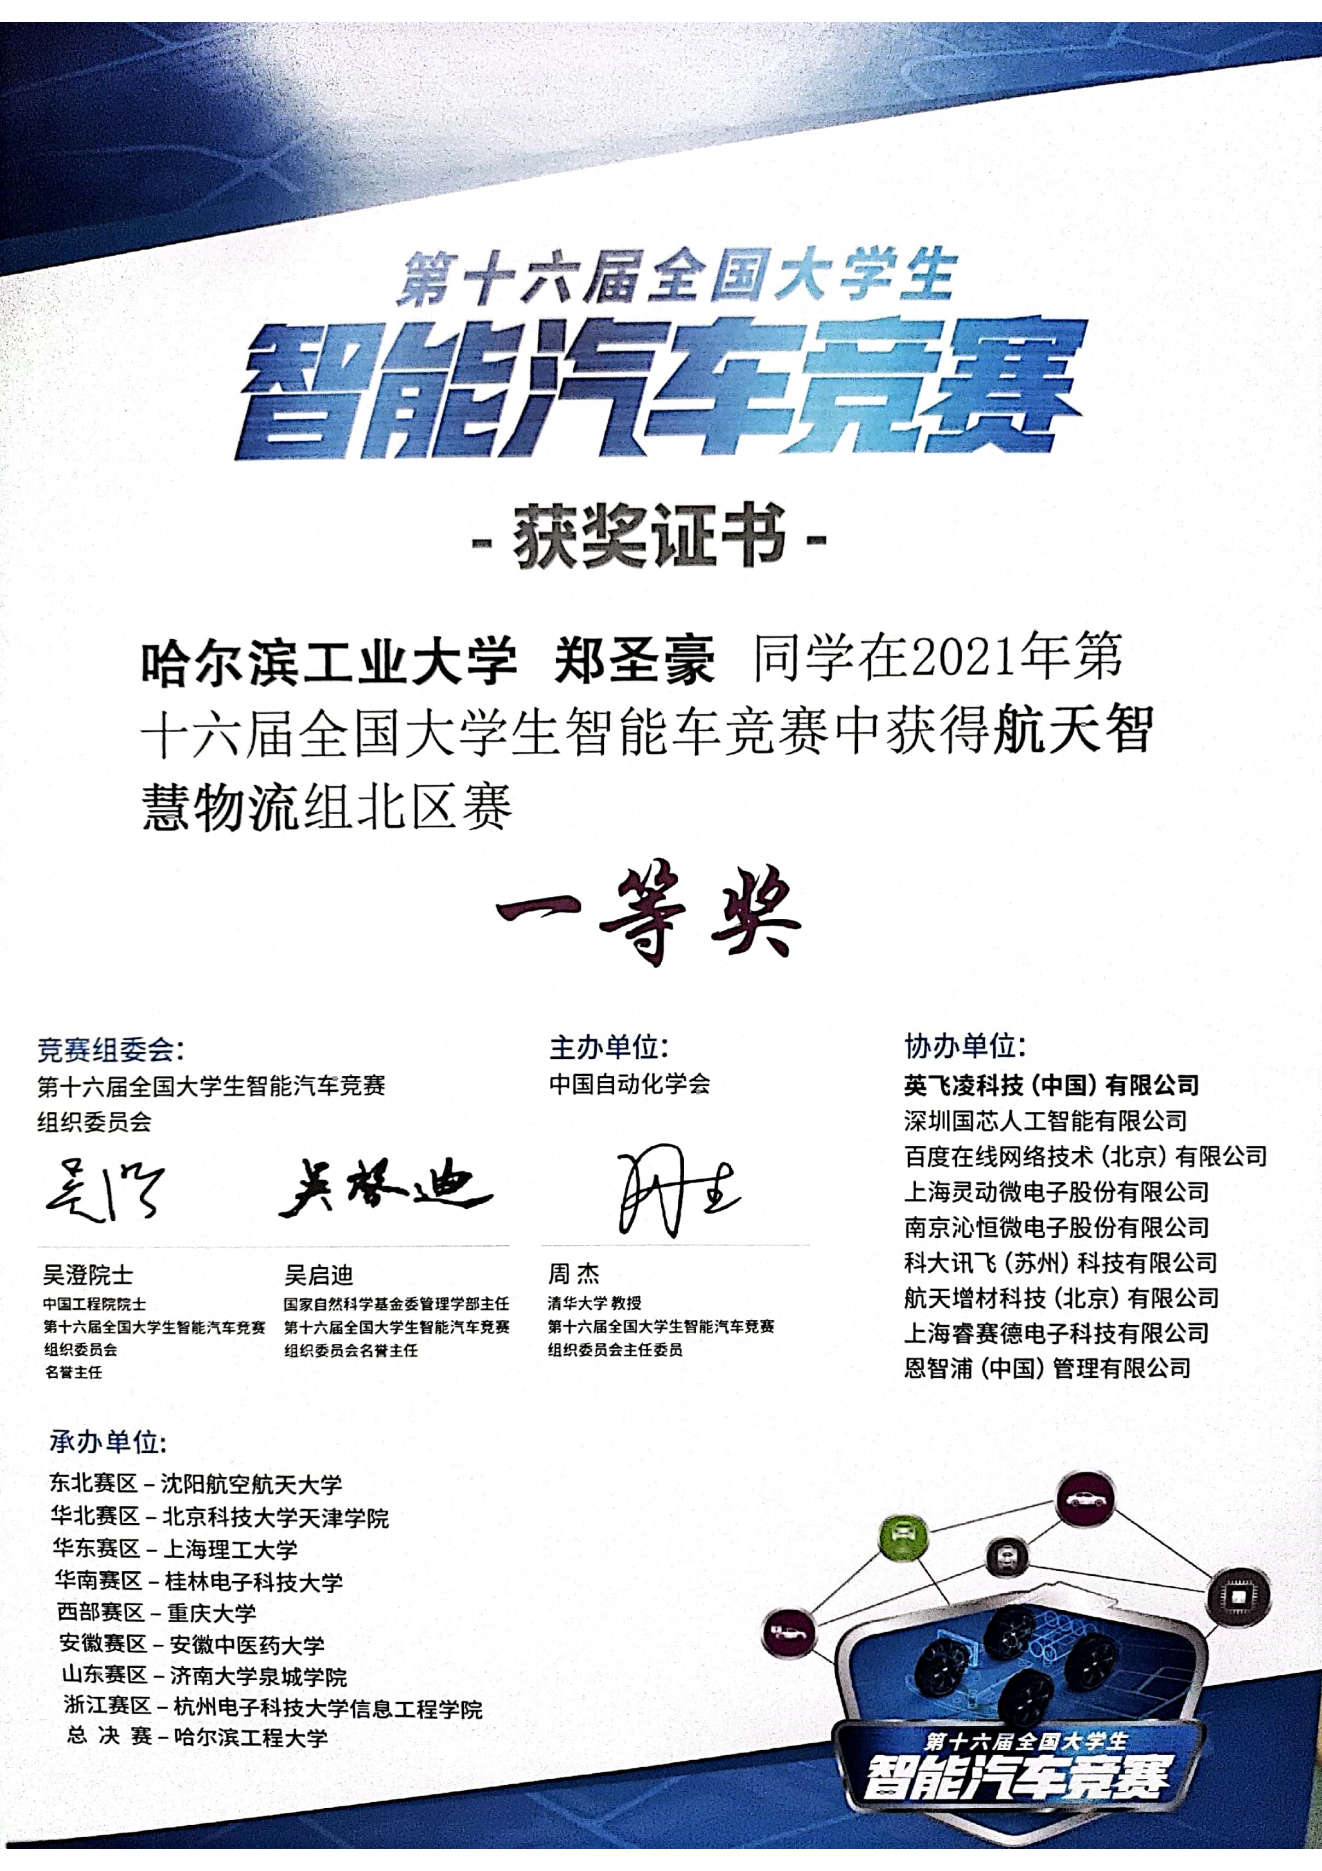 第十六届全国大学生
智能汽车竞赛
- 获奖证书 -
哈尔滨工业大学 郑圣豪 同学在2021年第
十六届全国大学生智能车竞赛中获得航天智
慧物流组北区赛
一等奖
竞赛组委会：
第十六届全国大学生智能汽车竞赛
组织委员会
吴澄
吴启迪
吴澄院士
中国工程院院士
第十六届全国大学生智能汽车竞赛
组织委员会
名誉主任
吴启迪
国家自然科学基金委管理学部主任
第十六届全国大学生智能汽车竞赛
组织委员会名誉主任
主办单位：
中国自动化学会
周 杰
清华大学 教授
第十六届全国大学生智能汽车竞赛
组织委员会主任委员
协办单位：
英飞凌科技（中国）有限公司
深圳国芯人工智能有限公司
百度在线网络技术（北京）有限公司
上海灵动微电子股份有限公司
南京沁恒微电子股份有限公司
科大讯飞（苏州）科技有限公司
航天增材科技（北京）有限公司
上海睿赛德电子科技有限公司
恩智浦（中国）管理有限公司
承办单位:
东北赛区 – 沈阳航空航天大学
华北赛区 – 北京科技大学天津学院
华东赛区 – 上海理工大学
华南赛区 – 桂林电子科技大学
西部赛区 – 重庆大学
安徽赛区 – 安徽中医药大学
山东赛区 – 济南大学泉城学院
浙江赛区 – 杭州电子科技大学信息工程学院
总 决 赛 – 哈尔滨工程大学
第十六届全国大学生
智能汽车竞赛